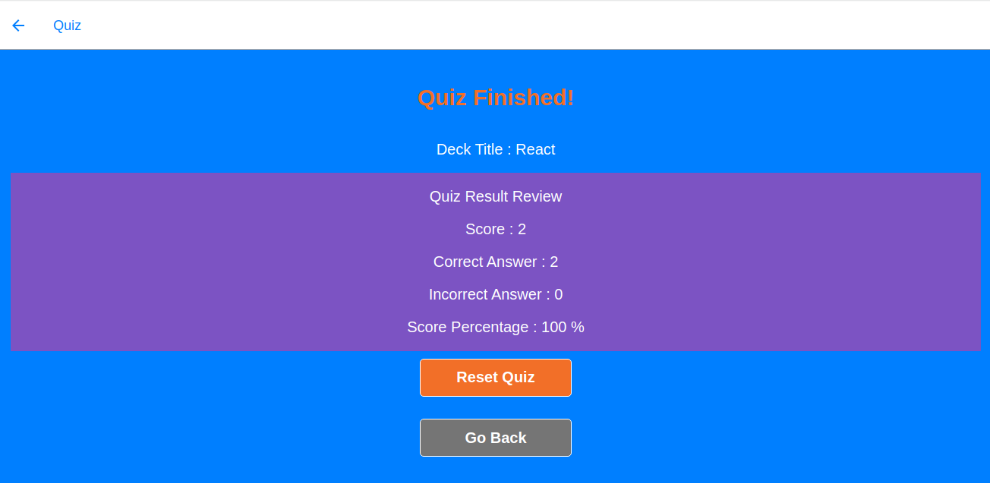 Quiz
Quiz Finished!
Deck Title : React
Quiz Result Review
Score : 2
Correct Answer : 2
Incorrect Answer : 0
Score Percentage : 100 %
Reset Quiz
Go Back